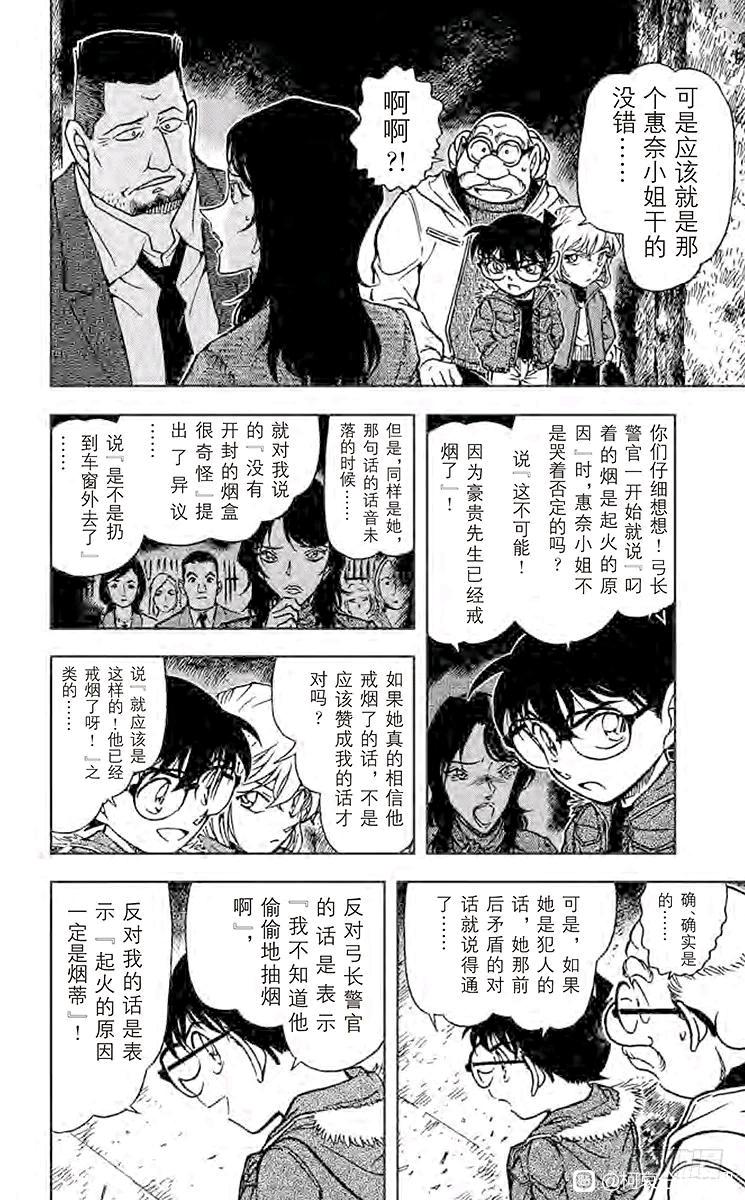 可是应该就是那
个惠奈小姐干的
没错……
啊
啊?!
你们仔细想想！弓长
警官一开始就说『叼
着的烟是起火的原
因』时，惠奈小姐不
是哭着否定的吗？
说『这不可能！
因为豪贵先生已经戒
烟了』！
但是，同样是她，
那句话的话音未
落的时候……
就对我说
的『没有
开封的烟盒
很奇怪』提
出了异议
……
说『是不是扔
到车窗外去了』
……
如果她真的相信他
戒烟了的话，不是
应该赞成我的话才
对吗？
说『就应该是
这样的！他已经
戒烟了呀！』之
类的……
确、确实是
的……
可是，如果
她是犯人的
话，她那前
后矛盾的对
话就说得通
了……
反对弓长警官
的话是表示
『我不知道他
偷偷地抽烟
啊』，
反对我的话是表
示『起火的原因
一定是烟蒂』！